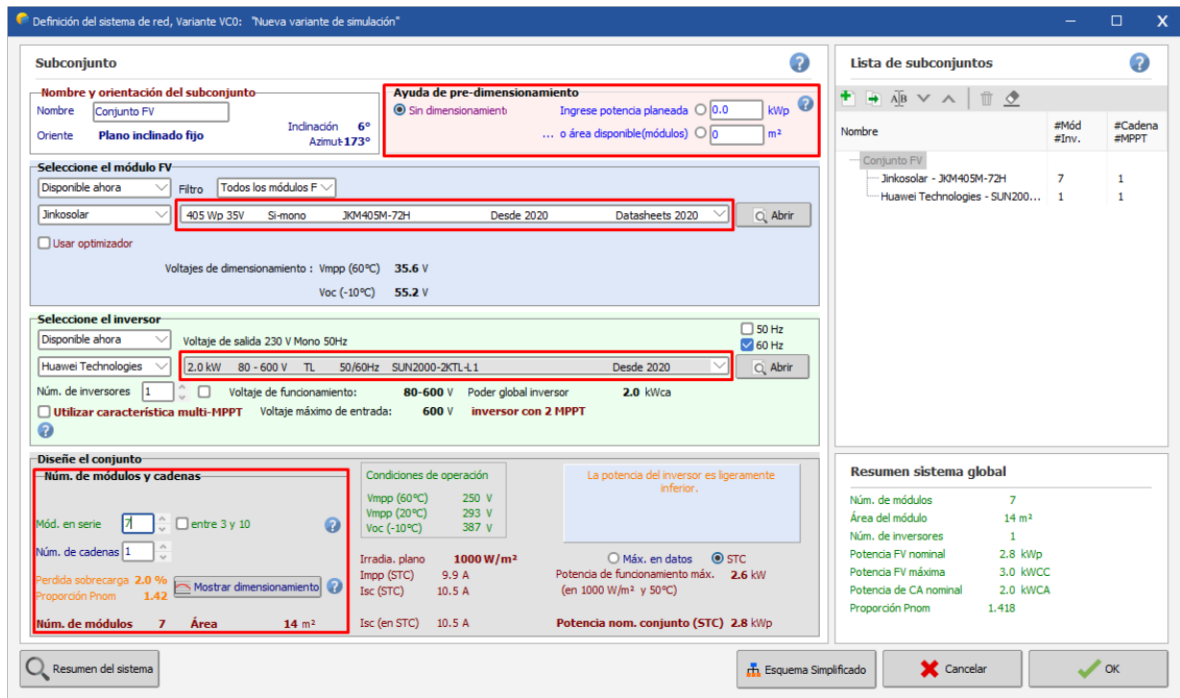 Definición del sistema de red, Variante VC0: "Nueva variante de simulación"
Subconjunto
Nombre y orientación del subconjunto
Nombre Conjunto FV
Oriente Plano inclinado fijo
Inclinación 6°
Azimut -173°
Ayuda de pre-dimensionamiento
Sin dimensionamient Ingrese potencia planeada 0.0 kWp
... o área disponible(módulos) 0 m²
Seleccione el módulo FV
Disponible ahora Filtro Todos los módulos F
Jinkosolar 405 Wp 35V Si-mono JKM405M-72H Desde 2020 Datasheets 2020 Abrir
Usar optimizador
Voltajes de dimensionamiento : Vmpp (60°C) 35.6 V
Voc (-10°C) 55.2 V
Seleccione el inversor
Disponible ahora Voltaje de salida 230 V Mono 50Hz
50 Hz
60 Hz
Huawei Technologies 2.0 kW 80 - 600 V TL 50/60Hz SUN2000-2KTL-L1 Desde 2020 Abrir
Núm. de inversores 1 Voltaje de funcionamiento: 80-600 V Poder global inversor 2.0 kWca
Utilizar característica multi-MPPT Voltaje máximo de entrada: 600 V inversor con 2 MPPT
Diseñe el conjunto
Núm. de módulos y cadenas
Mód. en serie 7 entre 3 y 10
Núm. de cadenas 1
Perdida sobrecarga 2.0 %
Proporción Pnom 1.42
Mostrar dimensionamiento
Núm. de módulos 7 Área 14 m²
Condiciones de operación
Vmpp (60°C) 250 V
Vmpp (20°C) 293 V
Voc (-10°C) 387 V
Irradia. plano 1000 W/m²
Impp (STC) 9.9 A
Isc (STC) 10.5 A
Isc (en STC) 10.5 A
La potencia del inversor es ligeramente
inferior.
Máx. en datos STC
Potencia de funcionamiento máx. 2.6 kW
(en 1000 W/m² y 50°C)
Potencia nom. conjunto (STC) 2.8 kWp
Lista de subconjuntos
Nombre #Mód #Cadena
#Inv. #MPPT
Conjunto FV
Jinkosolar - JKM405M-72H 7 1
Huawei Technologies - SUN200... 1 1
Resumen sistema global
Núm. de módulos 7
Área del módulo 14 m²
Núm. de inversores 1
Potencia FV nominal 2.8 kWp
Potencia FV máxima 3.0 kWCC
Potencia de CA nominal 2.0 kWCA
Proporción Pnom 1.418
Resumen del sistema
Esquema Simplificado
Cancelar
OK